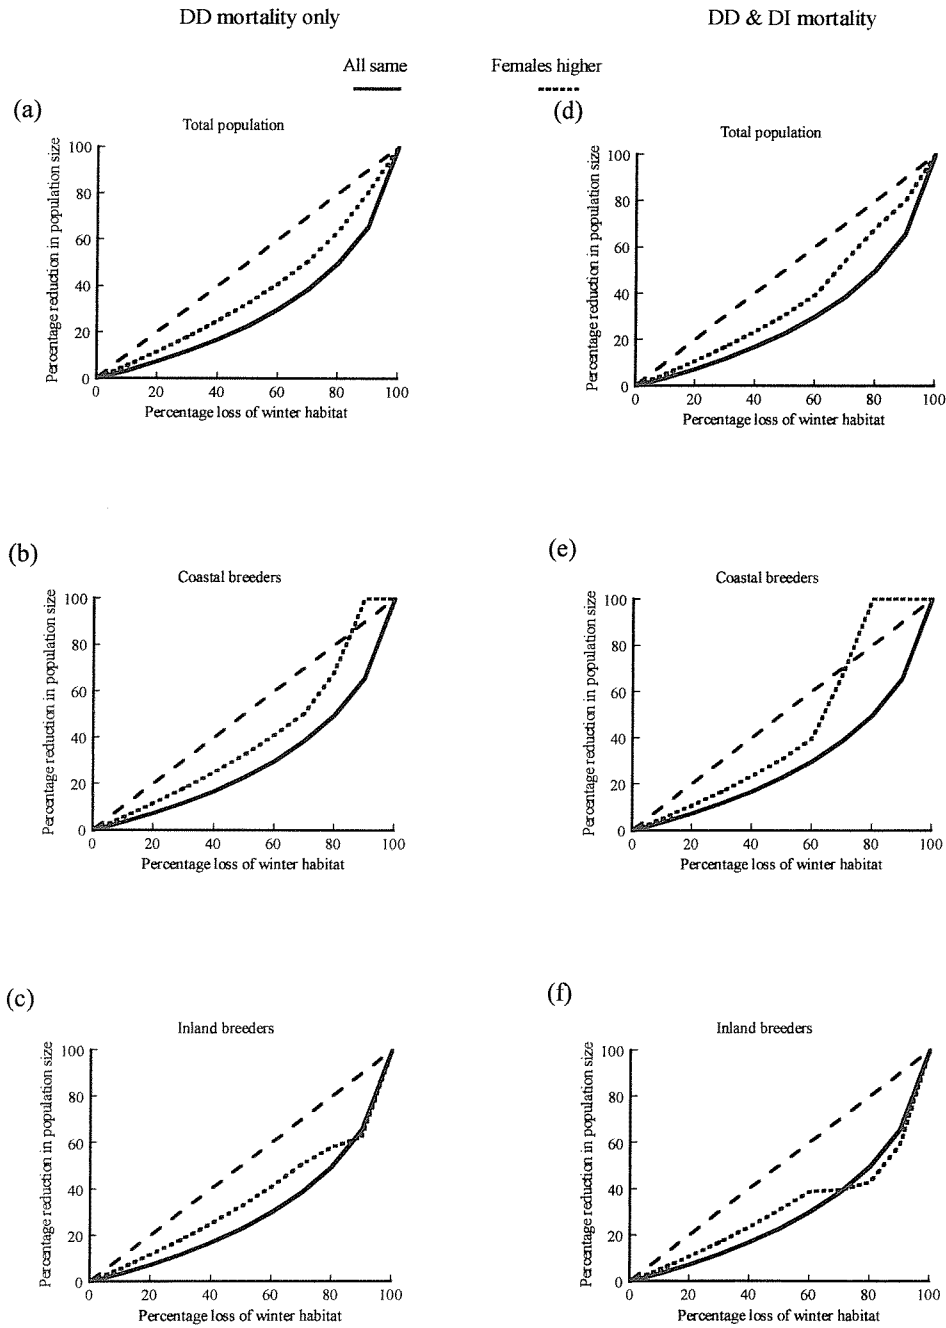 DD mortality only
DD & DI mortality
All same
Females higher
(a)
Total population
Percentage reduction in population size
100
80
60
40
20
0
0 20 40 60 80 100
Percentage loss of winter habitat
(d)
Total population
Percentage reduction in population size
100
80
60
40
20
0
0 20 40 60 80 100
Percentage loss of winter habitat
(b)
Coastal breeders
Percentage reduction in population size
100
80
60
40
20
0
0 20 40 60 80 100
Percentage loss of winter habitat
(e)
Coastal breeders
Percentage reduction in population size
100
80
60
40
20
0
0 20 40 60 80 100
Percentage loss of winter habitat
(c)
Inland breeders
Percentage reduction in population size
100
80
60
40
20
0
0 20 40 60 80 100
Percentage loss of winter habitat
(f)
Inland breeders
Percentage reduction in population size
100
80
60
40
20
0
0 20 40 60 80 100
Percentage loss of winter habitat